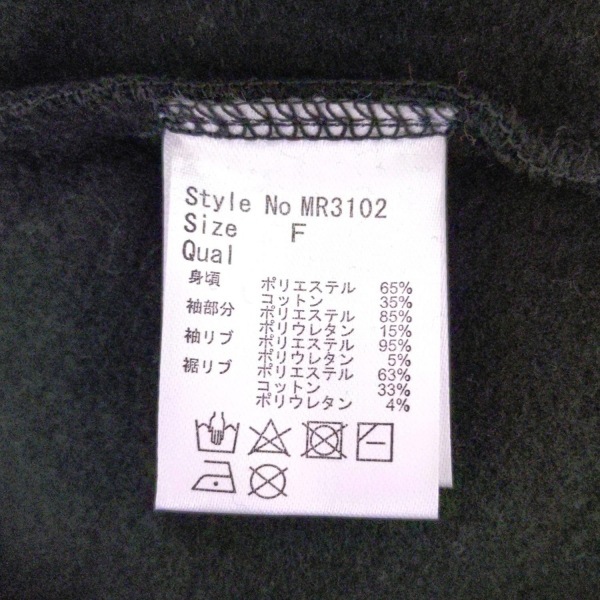 Style No MR3102
Size F
Qual
身頃 ポリエステル 65%
コットン 35%
袖部分 ポリエステル 85%
ポリウレタン 15%
袖リブ ポリエステル 95%
ポリウレタン 5%
裾リブ ポリエステル 63%
コットン 33%
ポリウレタン 4%